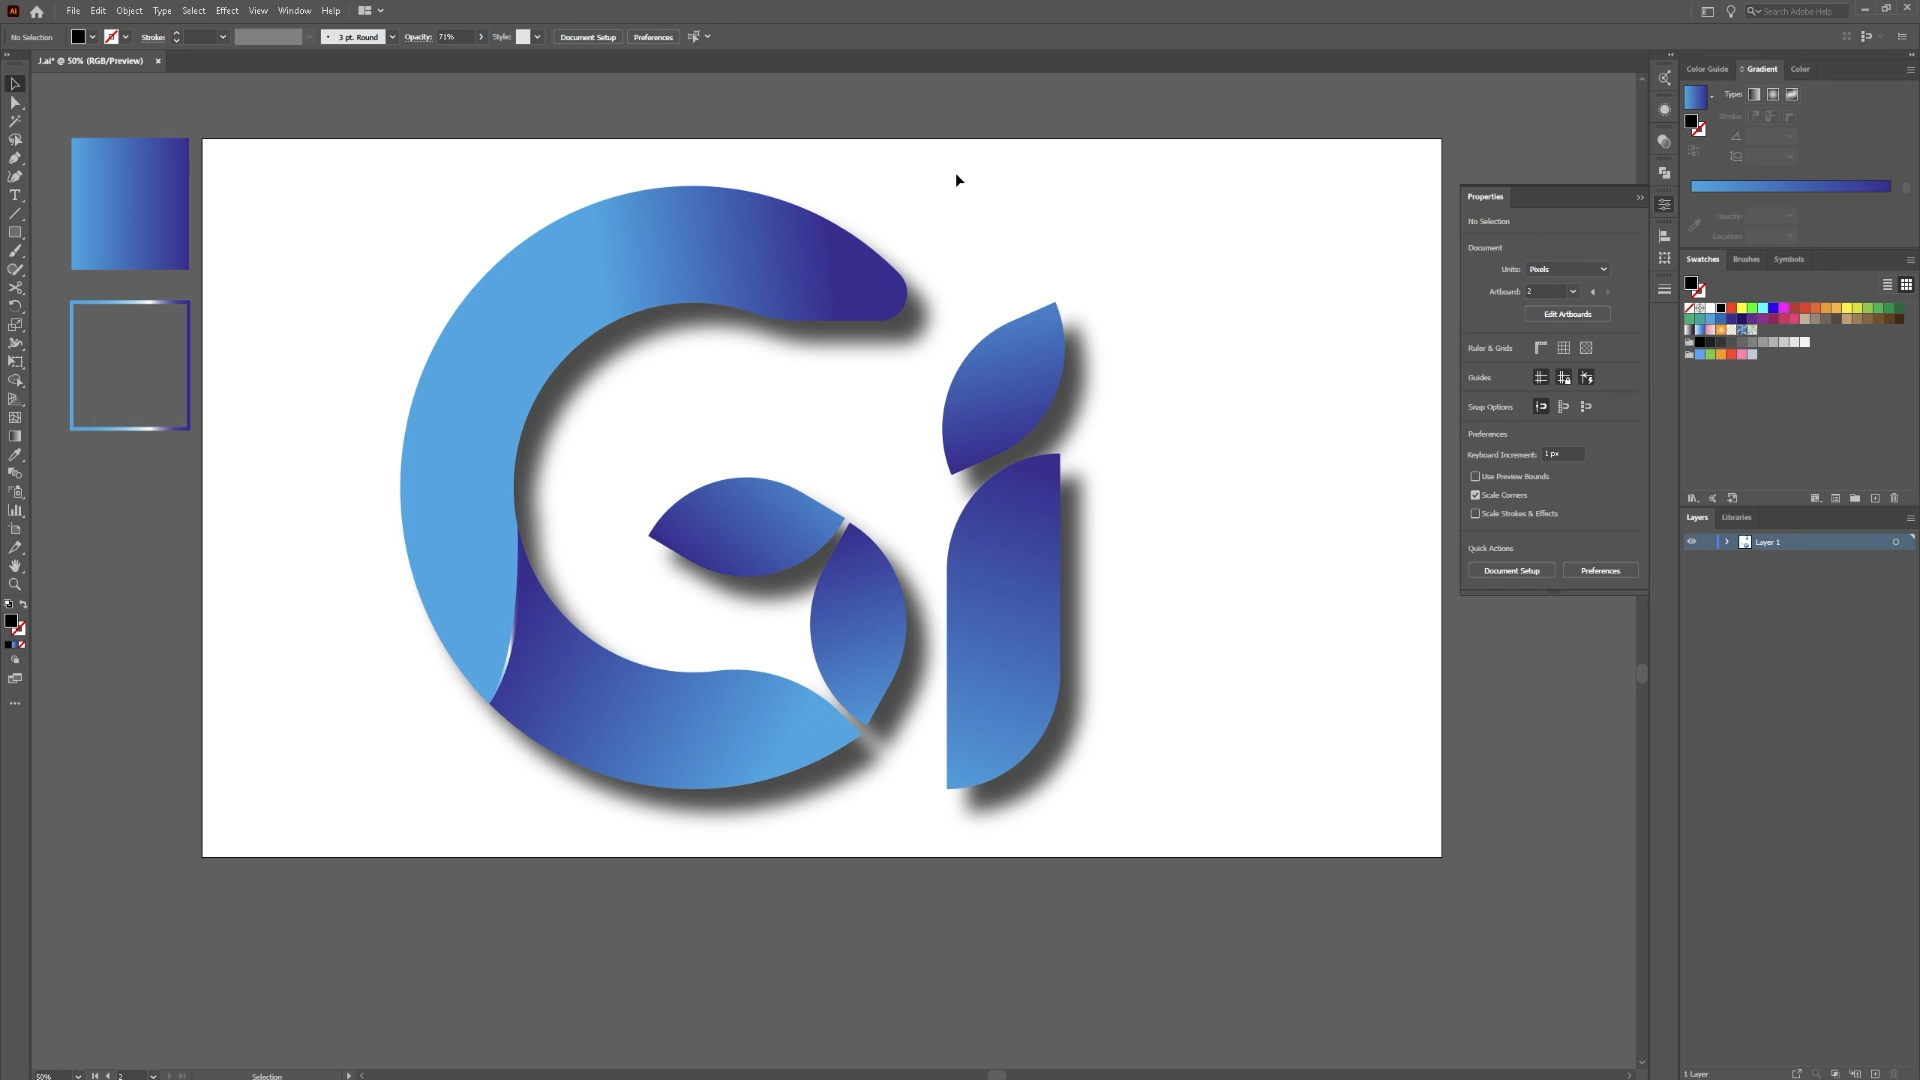 Ai File Edit Object Type Select Effect View Window Help Search Adobe Help
No Selection Stroke: 3 pt. Round Opacity: 71% Style: Document Setup Preferences
J.ai* @ 50% (RGB/Preview)
Gi
Properties
No Selection
Document
Units: Pixels
Artboard: 2
Edit Artboards
Ruler & Grids
Guides
Snap Options
Preferences
Keyboard Increment: 1 px
Use Preview Bounds
Scale Corners
Scale Strokes & Effects
Quick Actions
Document Setup Preferences
Color Guide Gradient Color
Type:
Stroke:
Opacity:
Location:
Swatches Brushes Symbols
Layers Libraries
Layer 1
1 Layer
50% 2 Selection